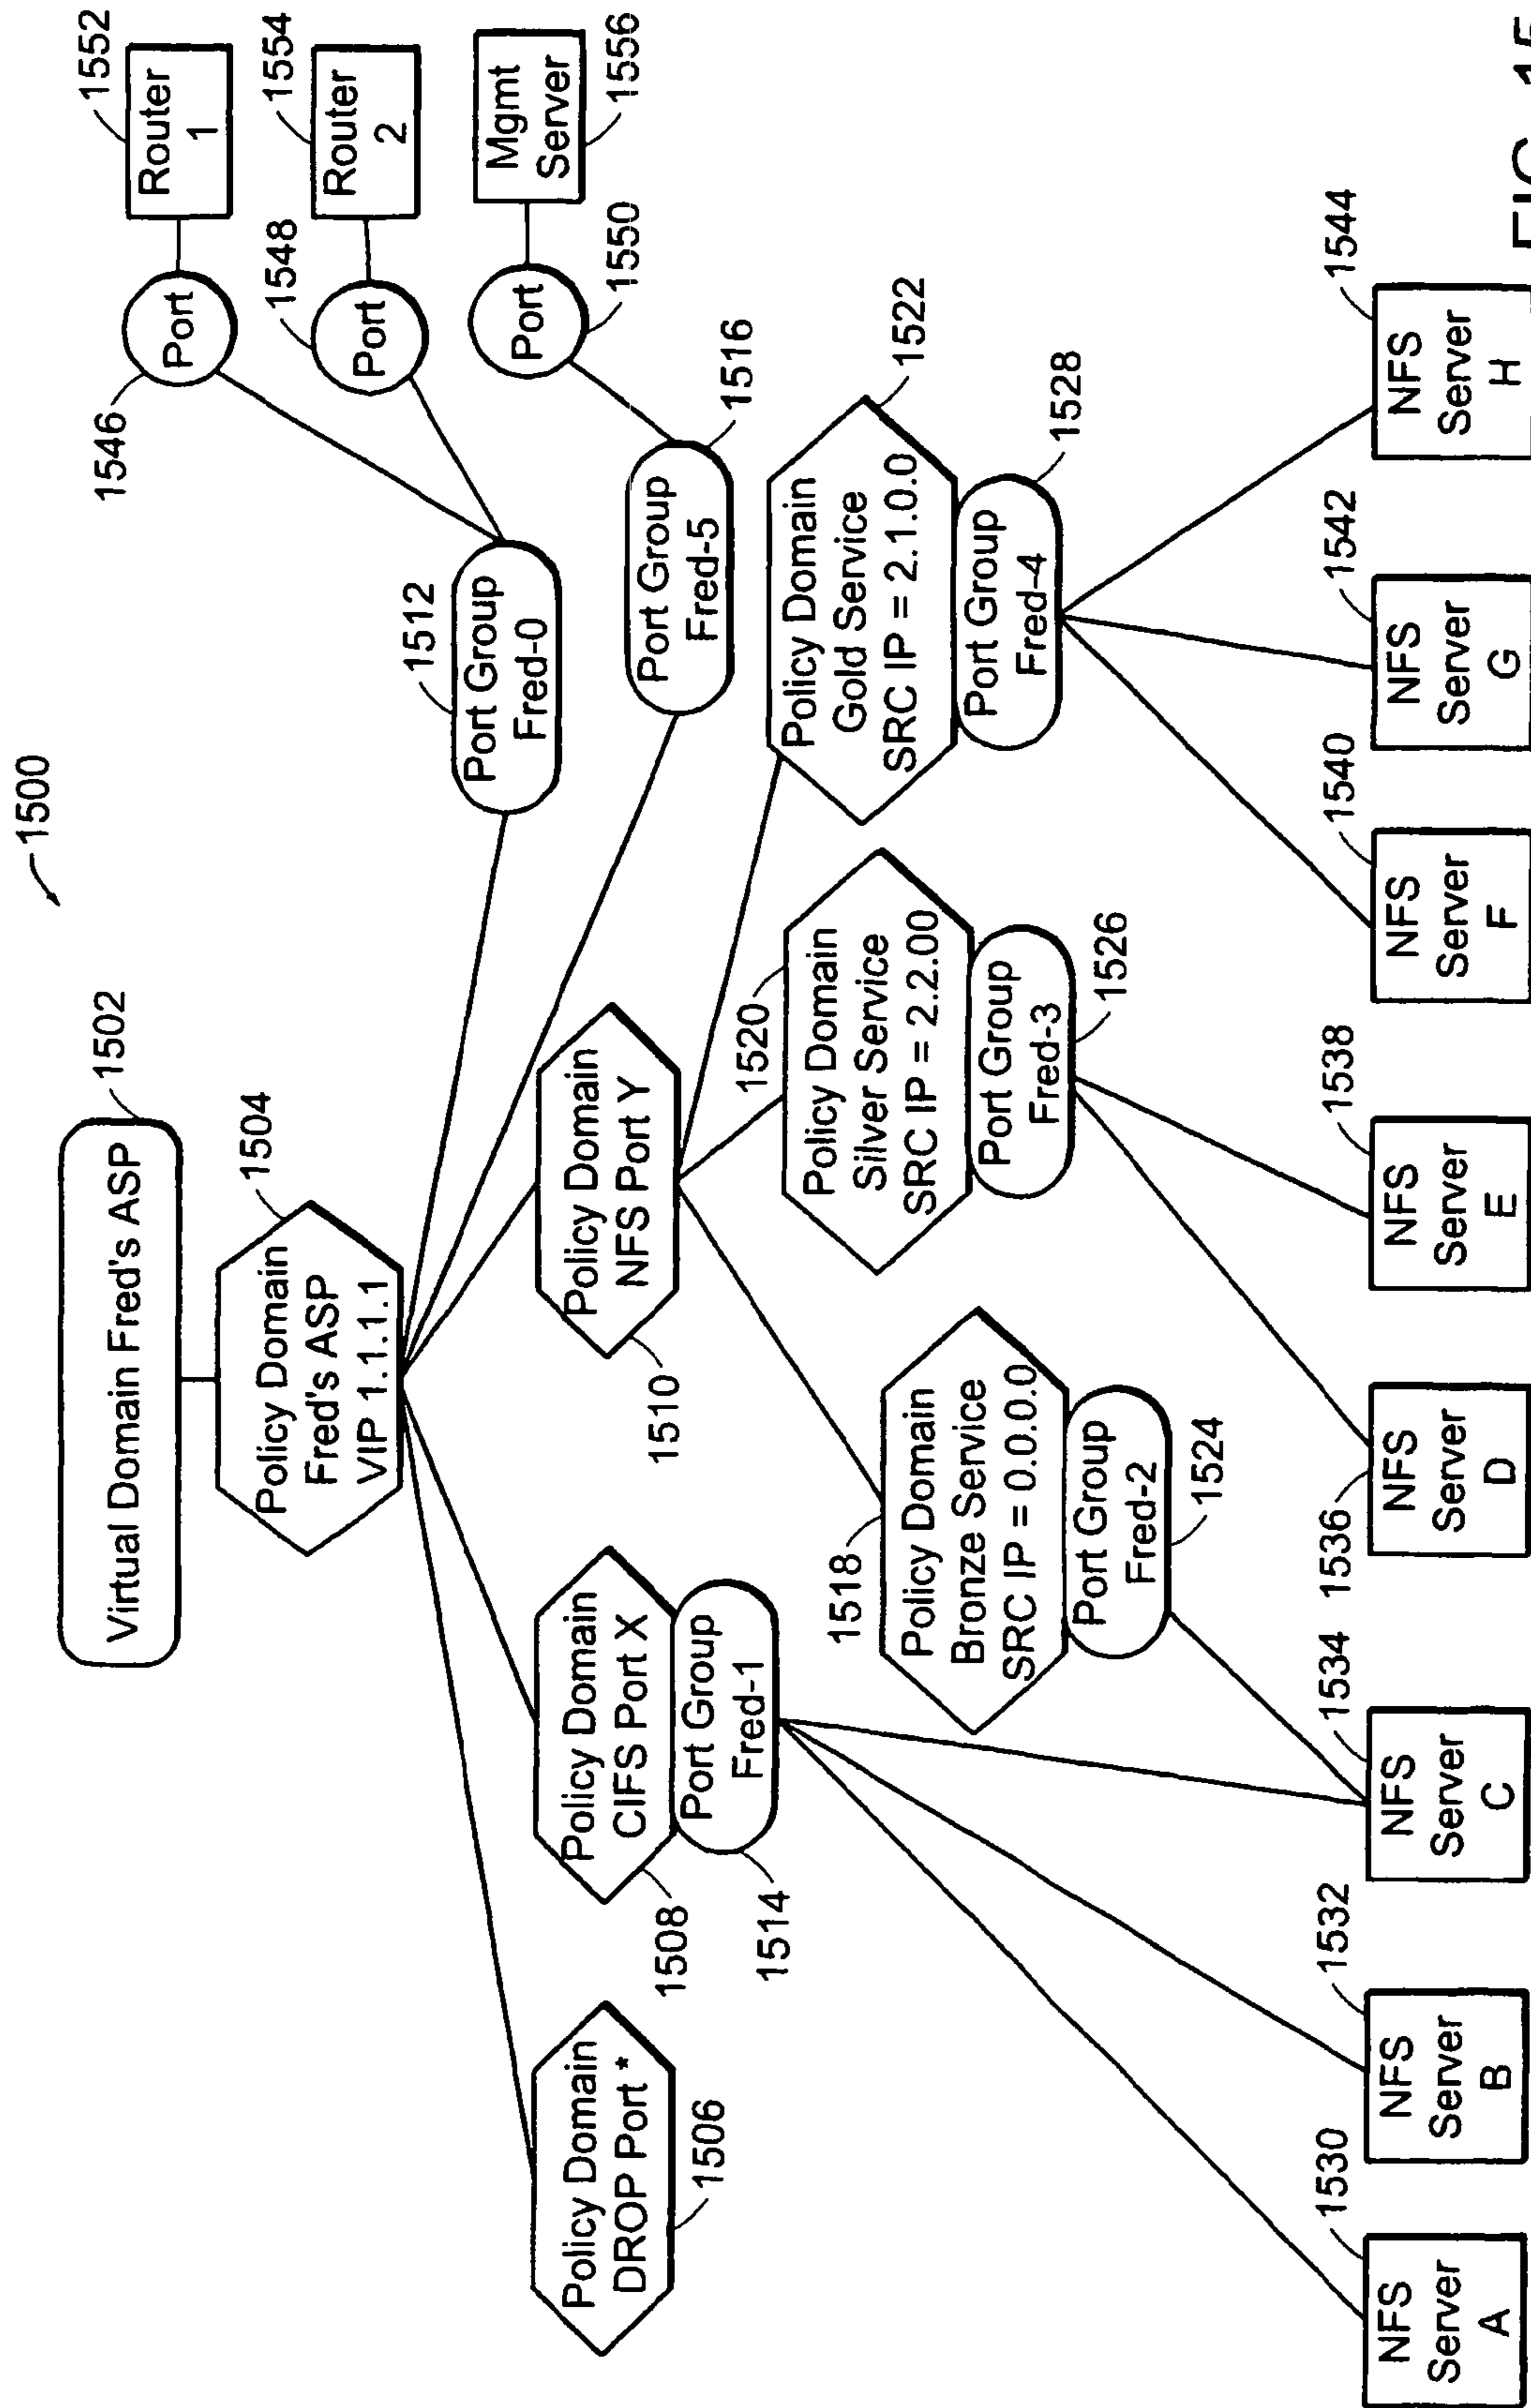 1500
Virtual Domain Fred's ASP
1502
Policy Domain
Fred's ASP
VIP 1.1.1.1
1504
Policy Domain
DROP Port *
1506
Policy Domain
CIFS Port X
1508
Port Group
Fred-1
1514
Policy Domain
NFS Port Y
1510
Port Group
Fred-0
1512
Port Group
Fred-5
1516
Port
1546
Router
1
1552
Port
1548
Router
2
1554
Port
1550
Mgmt
Server
1556
Policy Domain
Bronze Service
SRC IP = 0.0.0.0
1518
Port Group
Fred-2
1524
Policy Domain
Silver Service
SRC IP = 2.2.00
1520
Port Group
Fred-3
1526
Policy Domain
Gold Service
SRC IP = 2.1.0.0
1522
Port Group
Fred-4
1528
NFS
Server
A
1530
NFS
Server
B
1532
NFS
Server
C
1534
NFS
Server
D
1536
NFS
Server
E
1538
NFS
Server
F
1540
NFS
Server
G
1542
NFS
Server
H
1544
FIG. 15